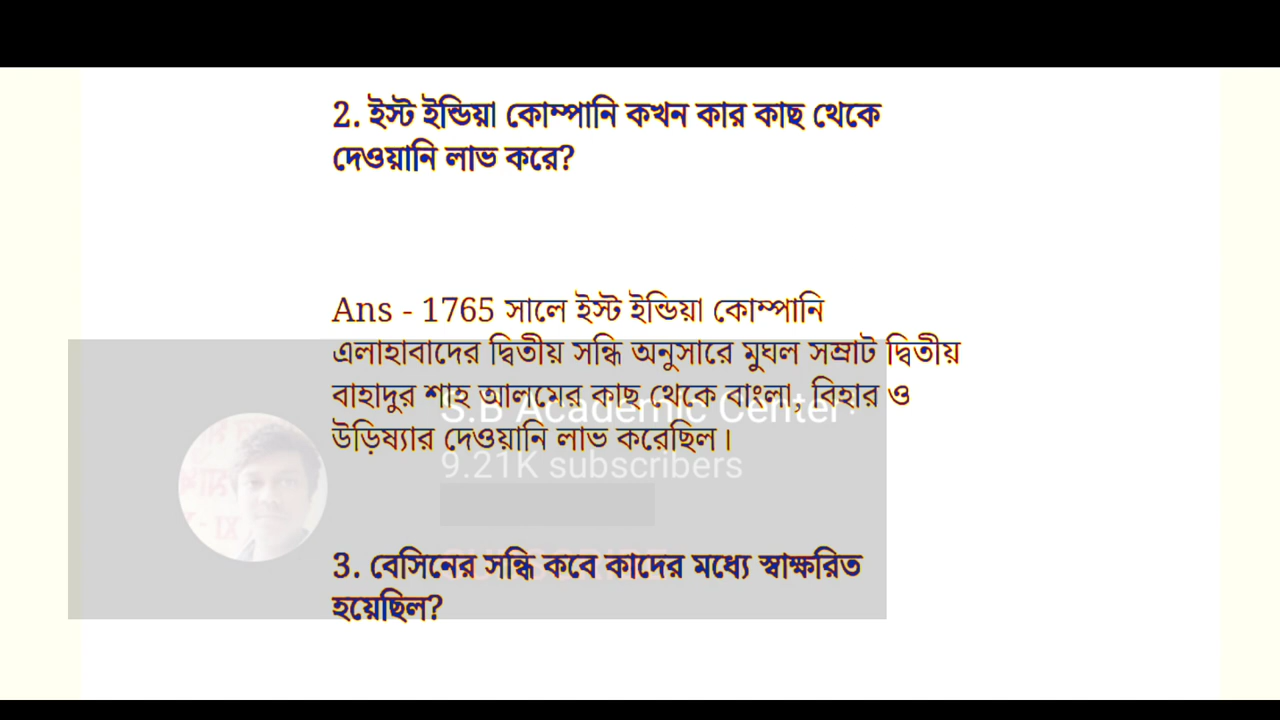 2. ইস্ট ইন্ডিয়া কোম্পানি কখন কার কাছ থেকে
দেওয়ানি লাভ করে?
Ans - 1765 সালে ইস্ট ইন্ডিয়া কোম্পানি
এলাহাবাদের দ্বিতীয় সন্ধি অনুসারে মুঘল সম্রাট দ্বিতীয়
বাহাদুর শাহ আলমের কাছ থেকে বাংলা, বিহার ও
উড়িষ্যার দেওয়ানি লাভ করেছিল।
S.B Academic Center
9.21K subscribers
3. বেসিনের সন্ধি কবে কাদের মধ্যে স্বাক্ষরিত
হয়েছিল?